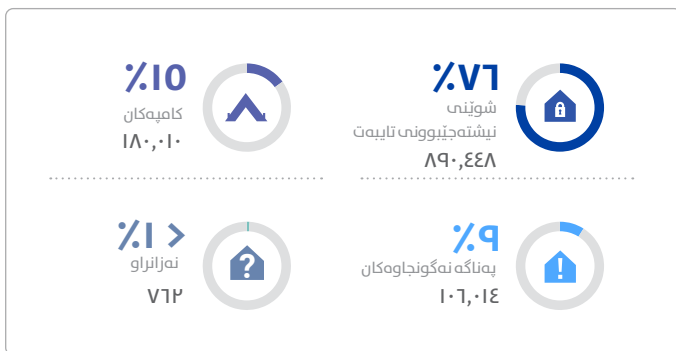 ٪٧٦
شوێنی
نیشتەجێبوونی تایبەت
٨٩٠,٤٤٨
٪١٥
کامپەکان
١٨٠,٠١٠
٪٩
پەناگە نەگونجاوەکان
١٠٦,٠١٤
< ٪١
نەزانراو
٧٦٢